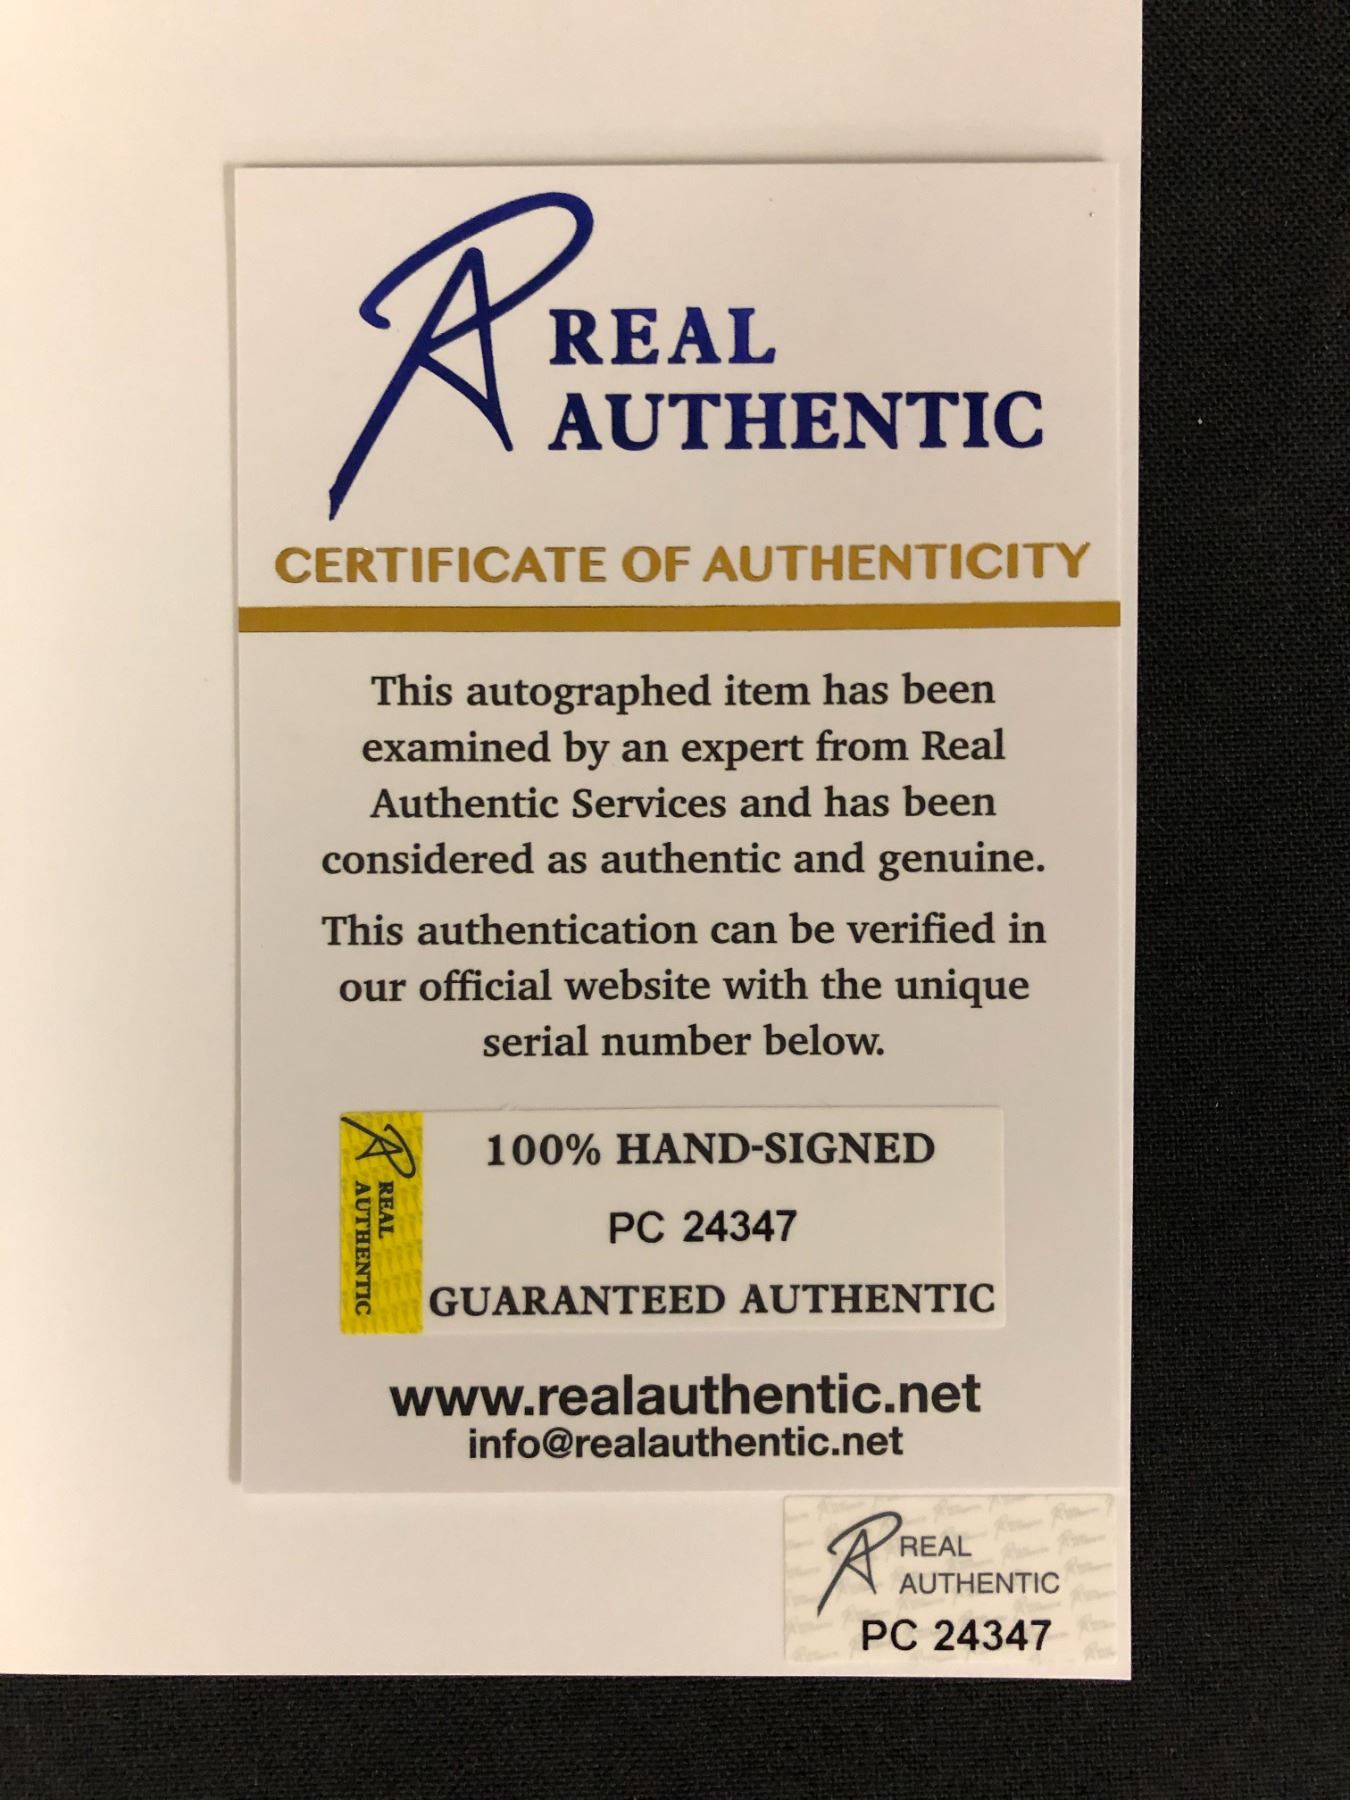 REAL
AUTHENTIC
CERTIFICATE OF AUTHENTICITY
This autographed item has been
examined by an expert from Real
Authentic Services and has been
considered as authentic and genuine.
This authentication can be verified in
our official website with the unique
serial number below.
REAL
AUTHENTIC
100% HAND-SIGNED
PC 24347
GUARANTEED AUTHENTIC
www.realauthentic.net
info@realauthentic.net
REAL
AUTHENTIC
PC 24347